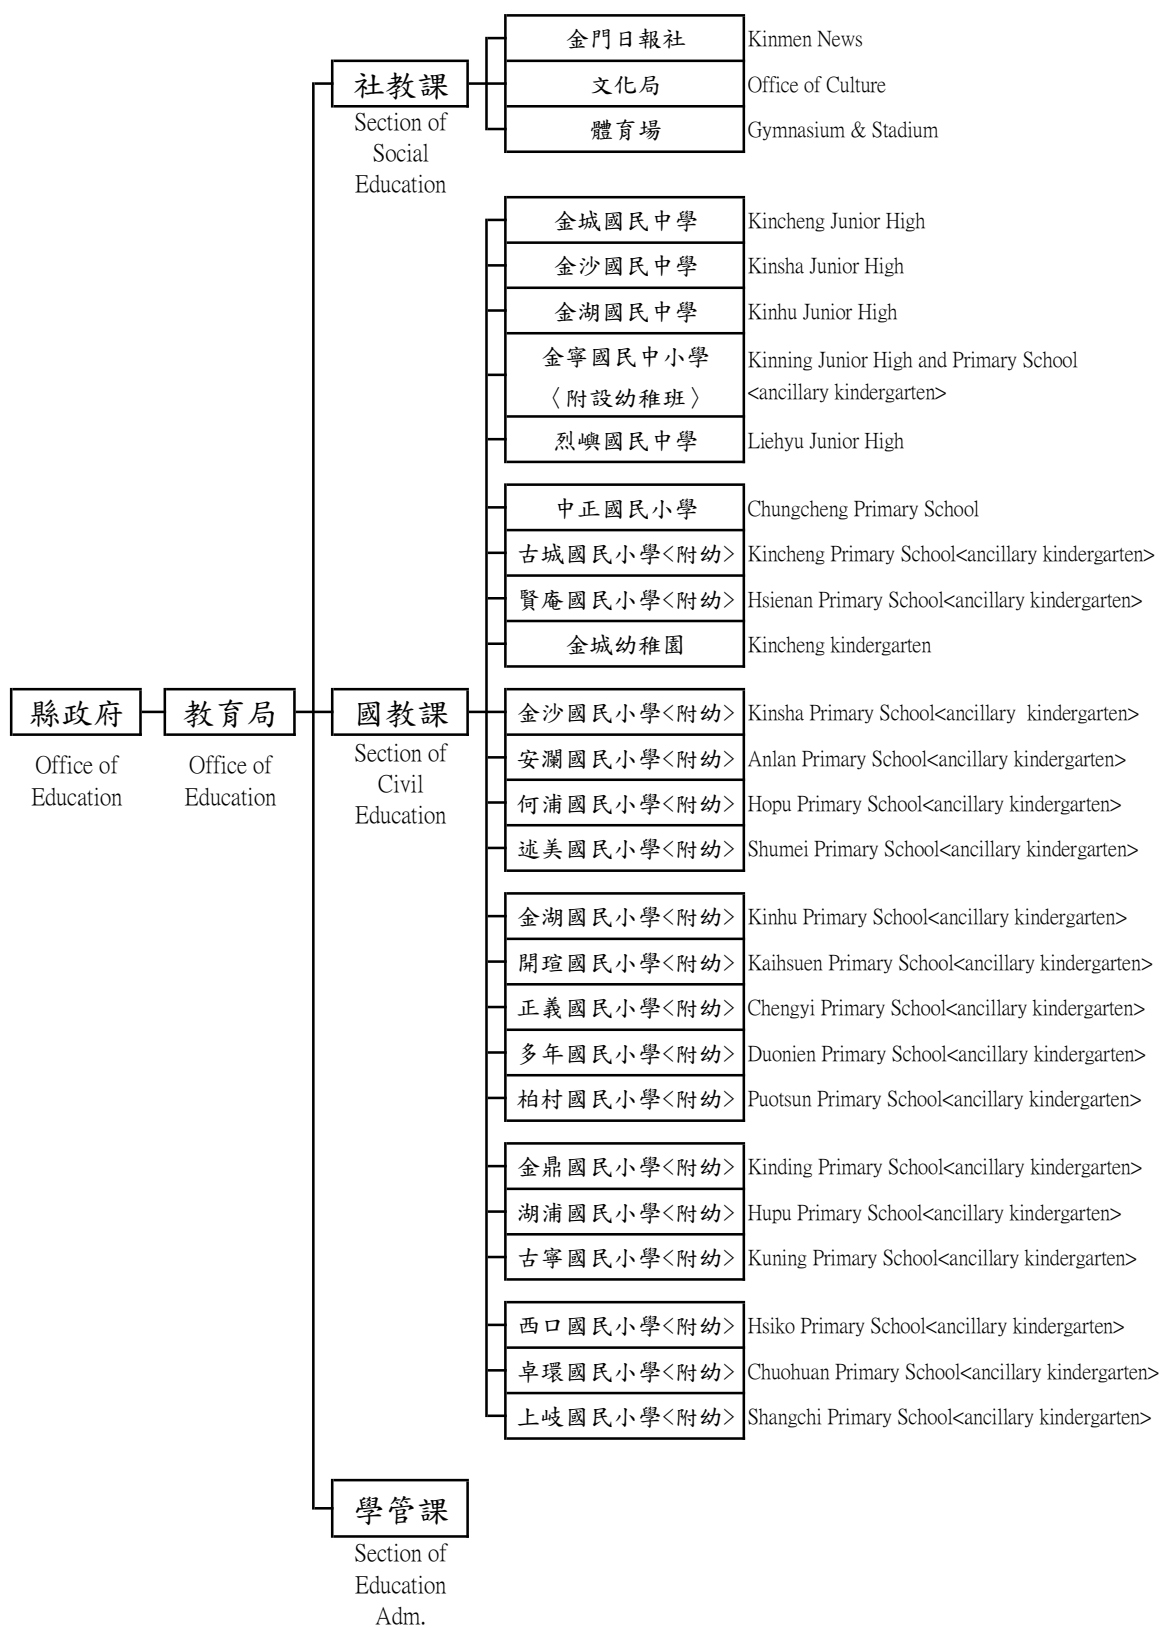 金門日報社 Kinmen News
社教課
文化局 Office of Culture
Section of
Social
Education
體育場 Gymnasium & Stadium
金城國民中學 Kincheng Junior High
金沙國民中學 Kinsha Junior High
金湖國民中學 Kinhu Junior High
金寧國民中小學 Kinning Junior High and Primary School
〈附設幼稚班〉 <ancillary kindergarten>
烈嶼國民中學 Liehyu Junior High
中正國民小學 Chungcheng Primary School
古城國民小學<附幼> Kincheng Primary School<ancillary kindergarten>
賢庵國民小學<附幼> Hsienan Primary School<ancillary kindergarten>
金城幼稚園 Kincheng kindergarten
縣政府
Office of
Education
教育局
Office of
Education
國教課
Section of
Civil
Education
金沙國民小學<附幼> Kinsha Primary School<ancillary kindergarten>
安瀾國民小學<附幼> Anlan Primary School<ancillary kindergarten>
何浦國民小學<附幼> Hopu Primary School<ancillary kindergarten>
述美國民小學<附幼> Shumei Primary School<ancillary kindergarten>
金湖國民小學<附幼> Kinhu Primary School<ancillary kindergarten>
開瑄國民小學<附幼> Kaihsuen Primary School<ancillary kindergarten>
正義國民小學<附幼> Chengyi Primary School<ancillary kindergarten>
多年國民小學<附幼> Duonien Primary School<ancillary kindergarten>
柏村國民小學<附幼> Puotsun Primary School<ancillary kindergarten>
金鼎國民小學<附幼> Kinding Primary School<ancillary kindergarten>
湖浦國民小學<附幼> Hupu Primary School<ancillary kindergarten>
古寧國民小學<附幼> Kuning Primary School<ancillary kindergarten>
西口國民小學<附幼> Hsiko Primary School<ancillary kindergarten>
卓環國民小學<附幼> Chuohuan Primary School<ancillary kindergarten>
上岐國民小學<附幼> Shangchi Primary School<ancillary kindergarten>
學管課
Section of
Education
Adm.